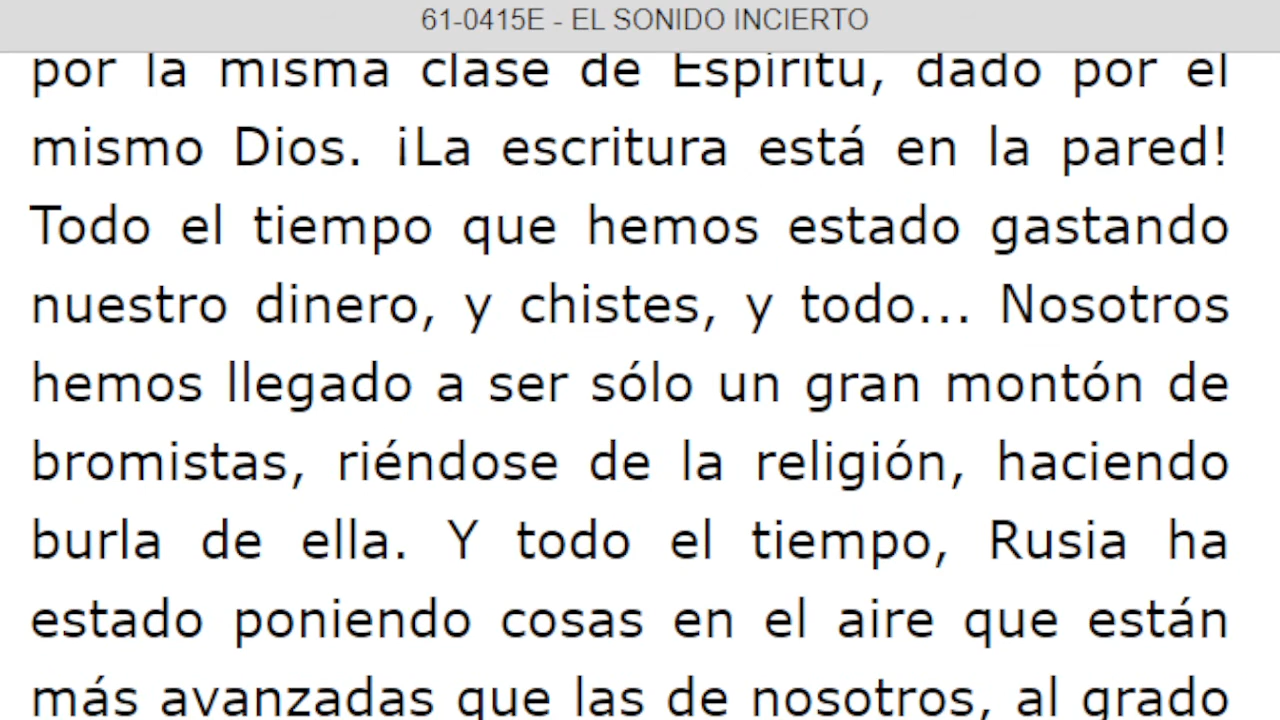 61-0415E - EL SONIDO INCIERTO
por la misma clase de Espíritu, dado por el
mismo Dios. ¡La escritura está en la pared!
Todo el tiempo que hemos estado gastando
nuestro dinero, y chistes, y todo... Nosotros
hemos llegado a ser sólo un gran montón de
bromistas, riéndose de la religión, haciendo
burla de ella. Y todo el tiempo, Rusia ha
estado poniendo cosas en el aire que están
más avanzadas que las de nosotros, al grado